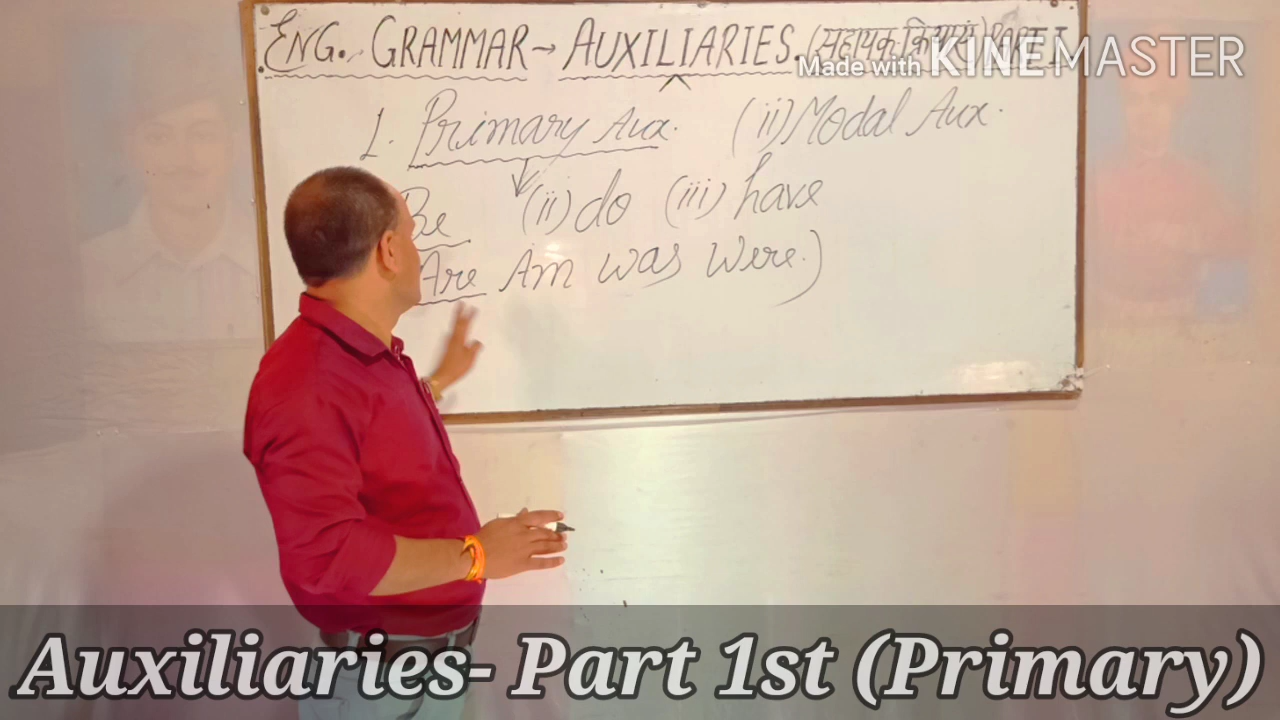 ENG. GRAMMAR → AUXILIARIES. (सहायक क्रियाएं) PART I
Made with KINEMASTER
1. Primary Aux. (ii) Modal Aux.
Be (ii) do (iii) have
Are Am was Were.)
Auxiliaries- Part 1st (Primary)